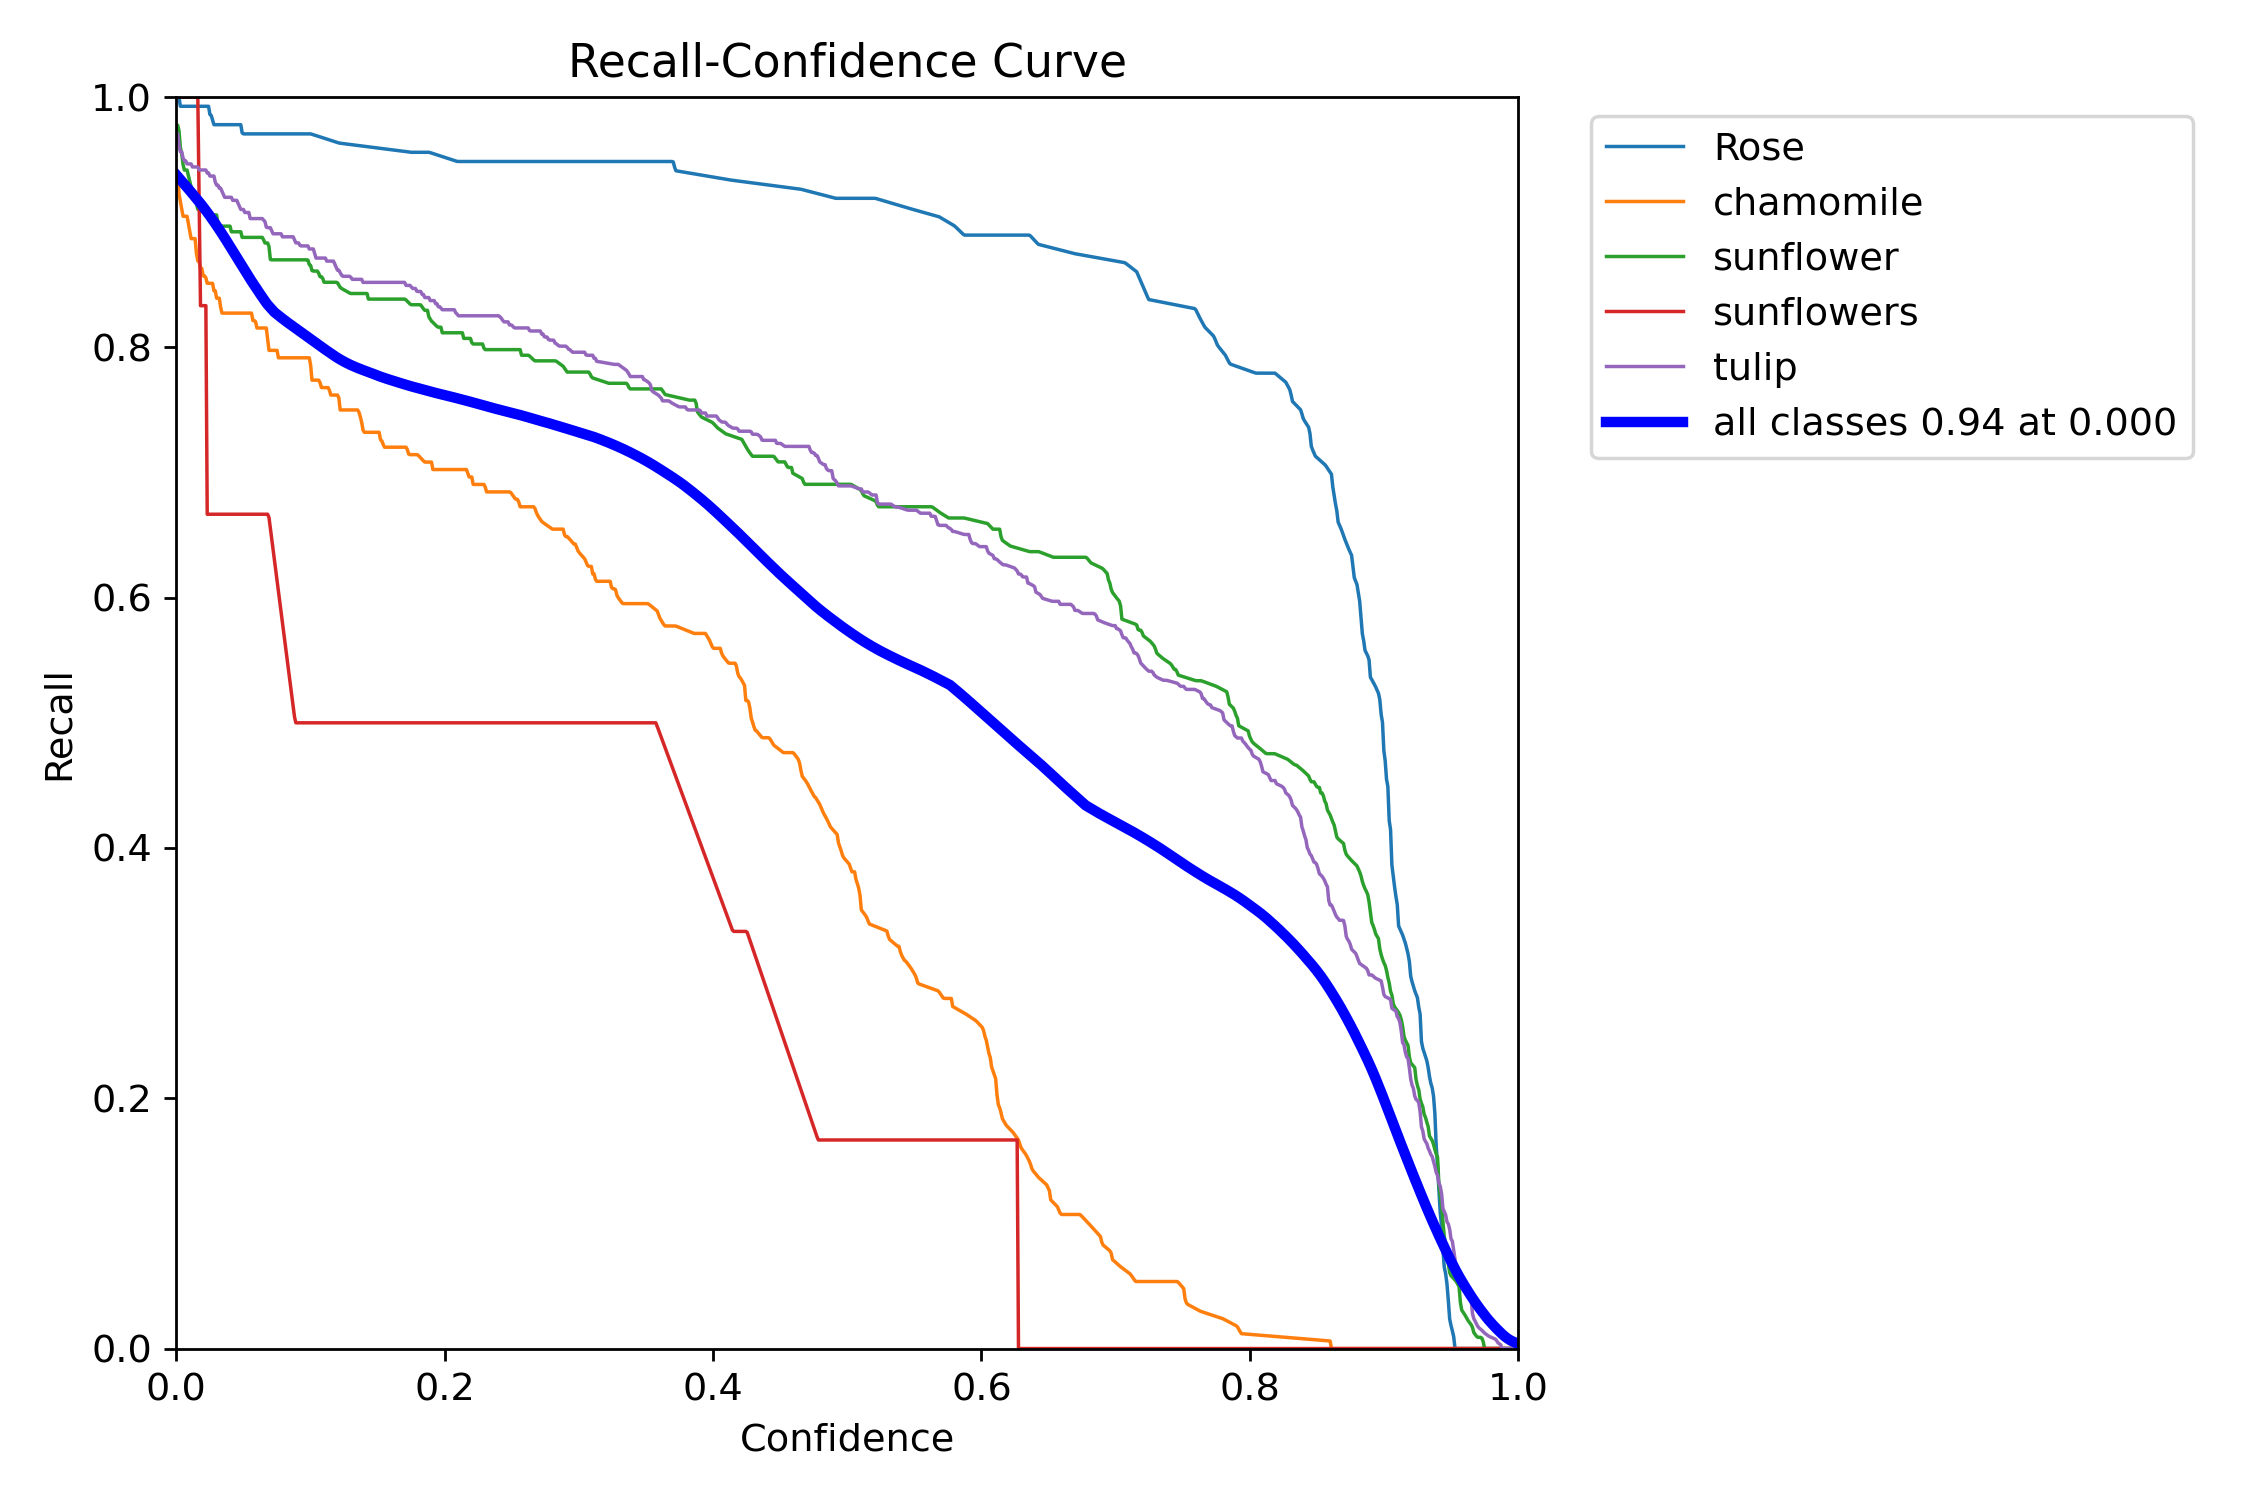 Recall-Confidence Curve
1.0
0.8
0.6
0.4
0.2
0.0
Recall
0.0 0.2 0.4 0.6 0.8 1.0
Confidence
Rose
chamomile
sunflower
sunflowers
tulip
all classes 0.94 at 0.000